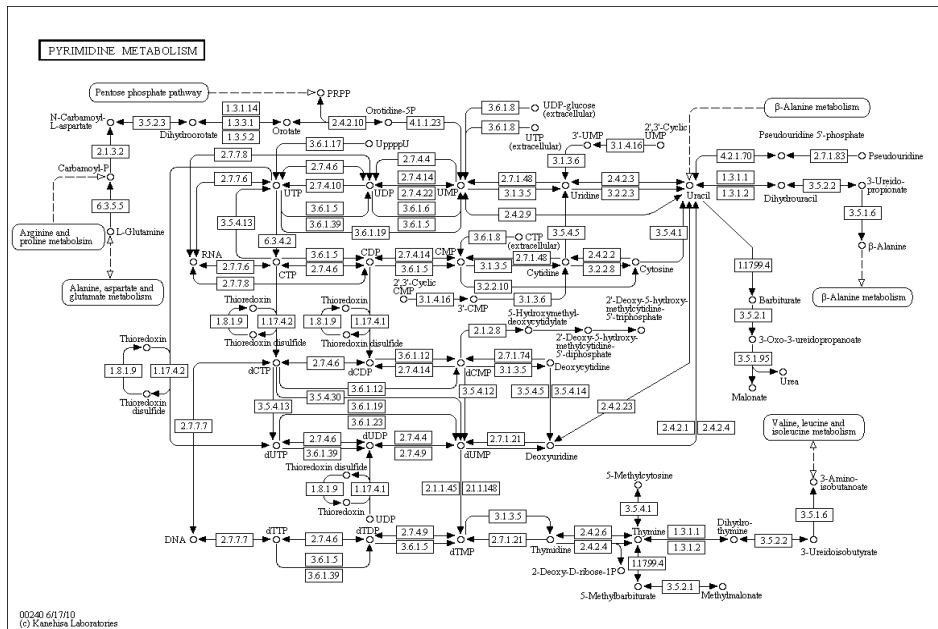 PYRIMIDINE METABOLISM
Pentose phosphate pathway
PRPP
3.6.1.8
UDP-glucose
(extracellular)
β-Alanine metabolism
N-Carbamoyl-
L-aspartate
3.5.2.3
Dihydroorotate
1.3.1.14
1.3.3.1
1.3.5.2
Orotate
2.4.2.10
Orotidine-5P
4.1.1.23
3.6.1.8
UTP
(extracellular)
3'-UMP
3.1.4.16
2',3'-Cyclic
UMP
Pseudouridine 5'-phosphate
2.1.3.2
3.6.1.17
UppppU
3.1.3.6
4.2.1.70
2.7.1.83
Pseudouridine
Carbamoyl-P
2.7.7.8
2.7.4.6
2.7.4.4
2.7.7.6
UTP
2.7.4.10
UDP
2.7.4.14
2.7.4.22
UMP
2.7.1.48
3.1.3.5
Uridine
2.4.2.3
3.2.2.3
Uracil
1.3.1.1
1.3.1.2
Dihydrouracil
3.5.2.2
3-Ureido-
propionate
6.3.5.5
3.6.1.5
3.6.1.39
3.6.1.6
3.6.1.5
3.6.1.19
2.4.2.9
3.5.1.6
Arginine and
proline metabolsim
L-Glutamine
3.5.4.13
6.3.4.2
3.6.1.8
CTP
(extracellular)
3.5.4.5
3.5.4.1
β-Alanine
RNA
2.7.7.6
2.7.7.8
CTP
3.6.1.5
2.7.4.6
CDP
2.7.4.14
3.6.1.5
CMP
3.1.3.5
2.7.1.48
Cytidine
2.4.2.2
3.2.2.8
Cytosine
1.17.99.4
3.2.2.10
Alanine, aspartate and
glutamate metabolism
2',3'-Cyclic
CMP
3.1.4.16
3'-CMP
3.1.3.6
Barbiturate
β-Alanine metabolism
Thioredoxin
1.8.1.9
1.17.4.2
Thioredoxin disulfide
Thioredoxin
1.8.1.9
1.17.4.1
Thioredoxin disulfide
5-Hydroxymethyl-
deoxycytidylate
2'-Deoxy-5-hydroxy-
methylcytidine-
5'-triphosphate
2.1.2.8
2'-Deoxy-5-hydroxy-
methylcytidine-
5'-diphosphate
3.5.2.1
3-Oxo-3-ureidopropanoate
Thioredoxin
1.8.1.9
1.17.4.2
Thioredoxin
disulfide
dCTP
2.7.4.6
dCDP
3.6.1.12
2.7.4.14
dCMP
2.7.1.74
3.1.3.5
Deoxycytidine
3.5.1.95
Urea
Malonate
3.6.1.12
3.5.4.30
3.6.1.19
3.6.1.23
3.5.4.13
3.5.4.12
3.5.4.5
3.5.4.14
2.4.2.23
2.7.7.7
2.4.2.1
2.4.2.4
Valine, leucine and
isoleucine metabolism
dUTP
2.7.4.6
3.6.1.39
dUDP
2.7.4.4
2.7.4.9
dUMP
2.7.1.21
Deoxyuridine
Thioredoxin disulfide
1.8.1.9
1.17.4.1
Thioredoxin
UDP
2.1.1.45
2.1.1.148
5-Methylcytosine
3.5.4.1
3-Amino-
isobutanoate
3.5.1.6
DNA
2.7.7.7
dTTP
2.7.4.6
3.6.1.5
3.6.1.39
dTDP
2.7.4.9
3.6.1.5
dTMP
3.1.3.5
2.7.1.21
Thymidine
2.4.2.6
2.4.2.4
Thymine
1.3.1.1
1.3.1.2
Dihydro-
thymine
3.5.2.2
3-Ureidoisobutyrate
2-Deoxy-D-ribose-1P
1.17.99.4
5-Methylbarbiturate
3.5.2.1
Methylmalonate
00240 6/17/10
(c) Kanehisa Laboratories